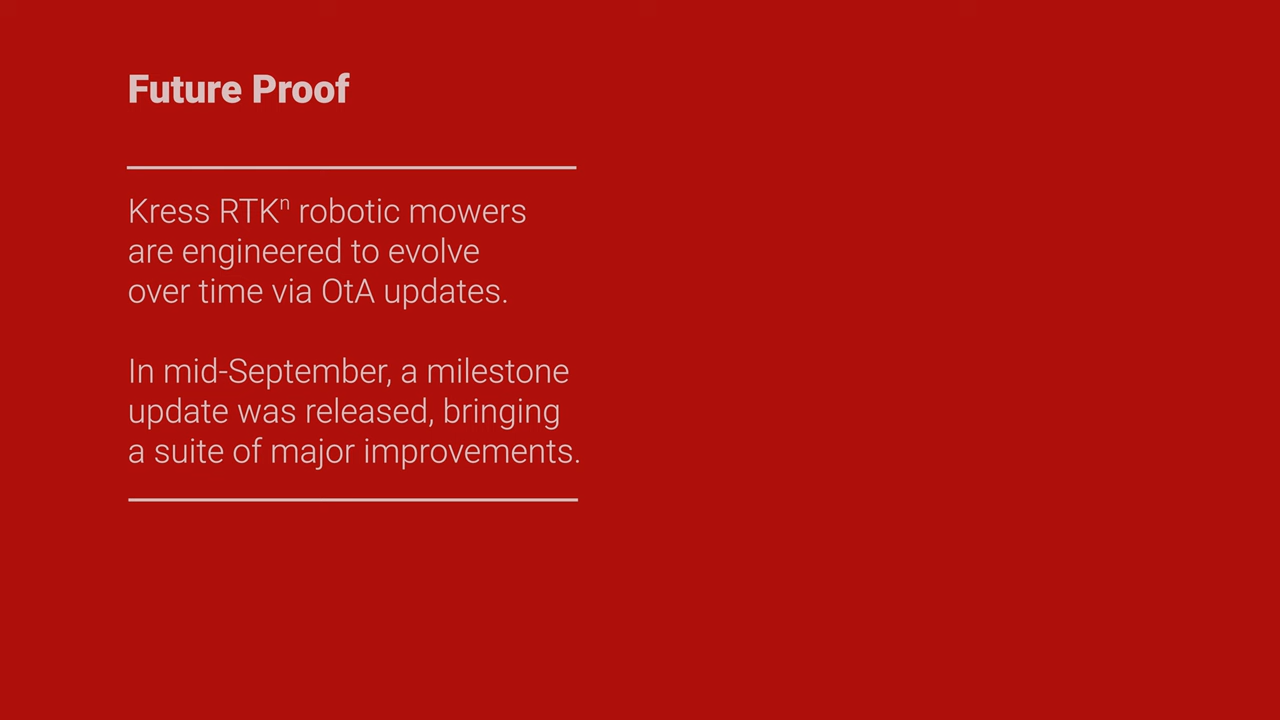 Future Proof
Kress RTKⁿ robotic mowers
are engineered to evolve
over time via OtA updates.
In mid-September, a milestone
update was released, bringing
a suite of major improvements.